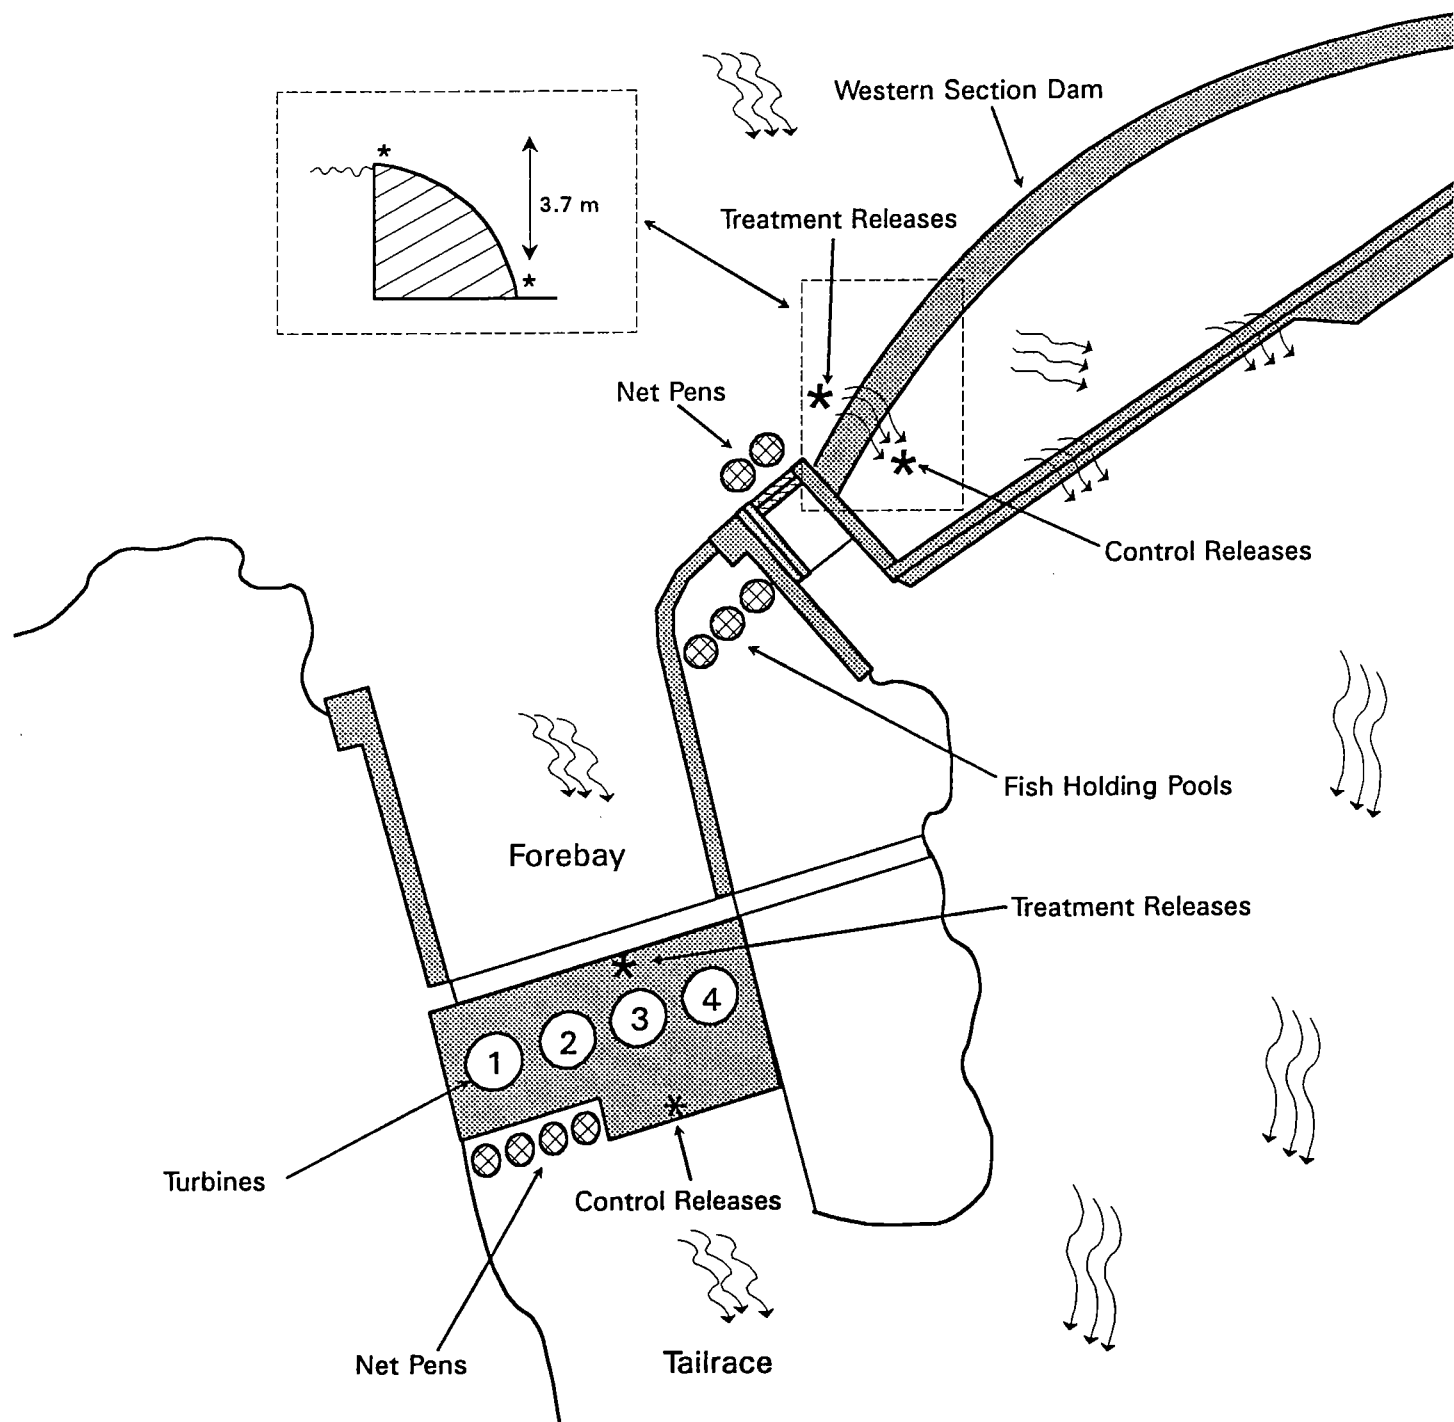 Western Section Dam
*
3.7 m
*
Treatment Releases
Net Pens
*
*
Control Releases
Fish Holding Pools
Forebay
Treatment Releases
*
4
3
2
1
*
Turbines
Control Releases
Net Pens
Tailrace